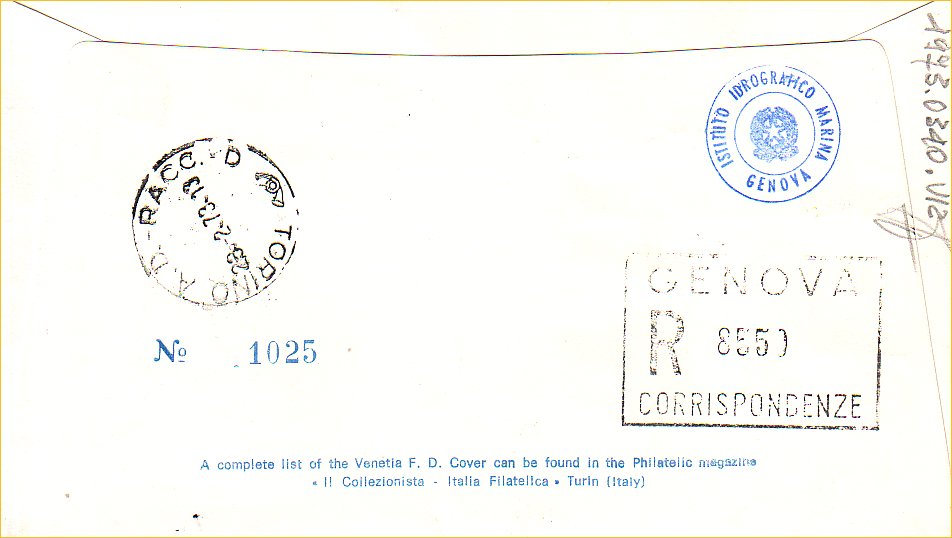 ISTITUTO IDROGRAFICO MARINA
GENOVA
TORINO A.D. - RACC. - D
-2.73.13
GENOVA
R 8550
CORRISPONDENZE
No 1025
A complete list of the Venetia F. D. Cover can be found in the Philatelic magazine
« Il Collezionista - Italia Filatelica » Turin (Italy)